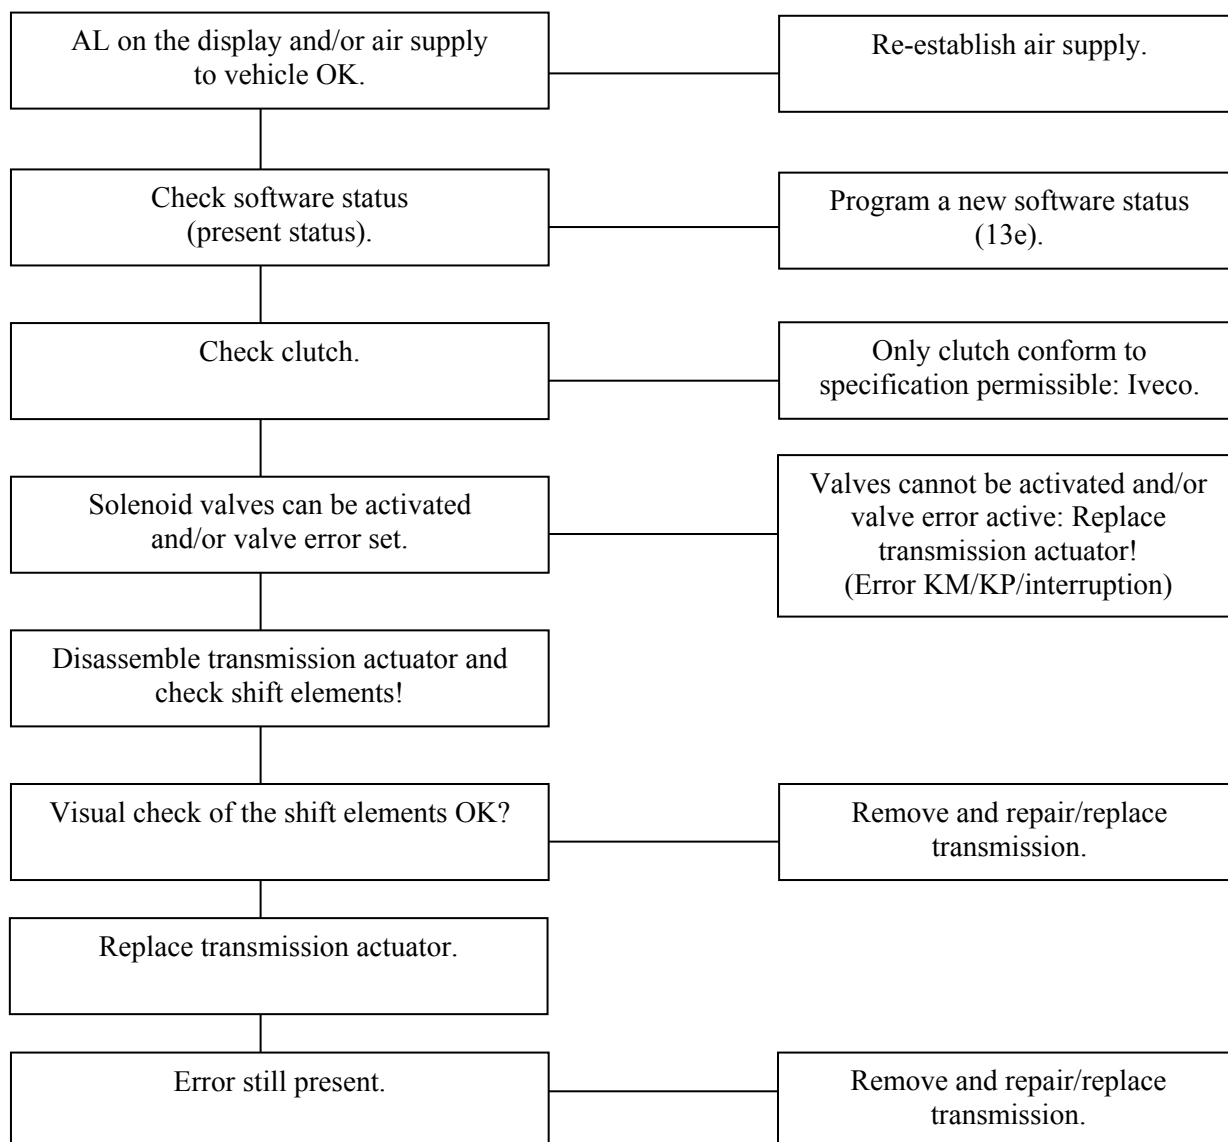 AL on the display and/or air supply
to vehicle OK.
Re-establish air supply.
Check software status
(present status).
Program a new software status
(13e).
Check clutch.
Only clutch conform to
specification permissible: Iveco.
Solenoid valves can be activated
and/or valve error set.
Valves cannot be activated and/or
valve error active: Replace
transmission actuator!
(Error KM/KP/interruption)
Disassemble transmission actuator and
check shift elements!
Visual check of the shift elements OK?
Remove and repair/replace
transmission.
Replace transmission actuator.
Error still present.
Remove and repair/replace
transmission.